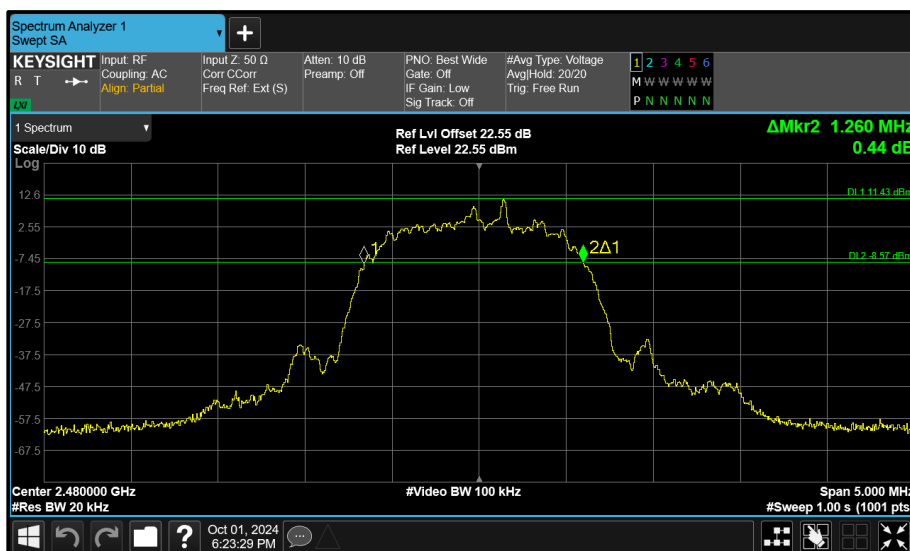 Spectrum Analyzer 1
Swept SA
+
KEYSIGHT
R T
LXI
Input: RF
Coupling: AC
Align: Partial
Input Z: 50 Ω
Corr CCorr
Freq Ref: Ext (S)
Atten: 10 dB
Preamp: Off
PNO: Best Wide
Gate: Off
IF Gain: Low
Sig Track: Off
#Avg Type: Voltage
Avg|Hold: 20/20
Trig: Free Run
1 2 3 4 5 6
M W W W W W
P N N N N N
1 Spectrum
Scale/Div 10 dB
Ref Lvl Offset 22.55 dB
Ref Level 22.55 dBm
ΔMkr2 1.260 MHz
0.44 dB
Log
12.6
2.55
-7.45
-17.5
-27.5
-37.5
-47.5
-57.5
-67.5
DL1 11.43 dBm
1
2Δ1
DL2 -8.57 dBm
Center 2.480000 GHz
#Res BW 20 kHz
#Video BW 100 kHz
Span 5.000 MHz
#Sweep 1.00 s (1001 pts
?
Oct 01, 2024
6:23:29 PM